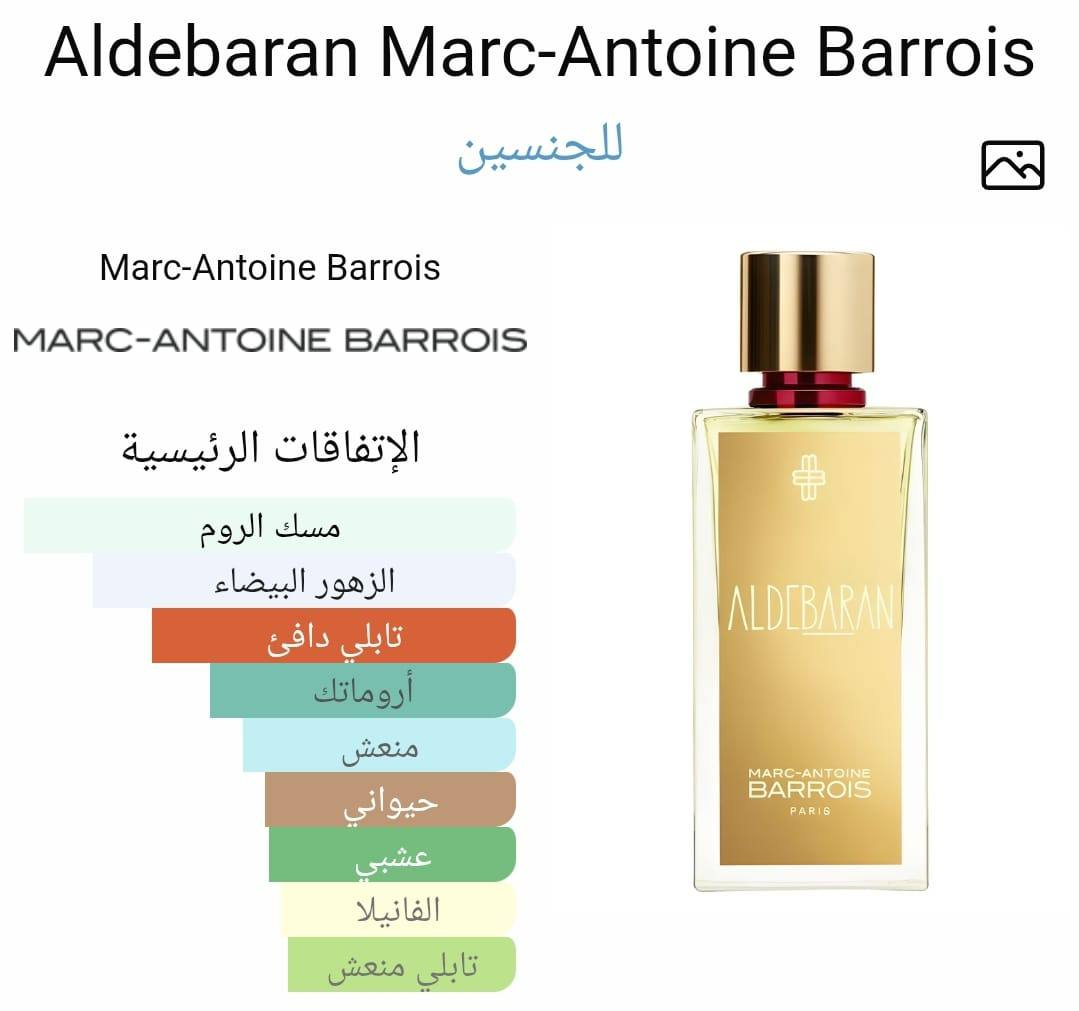 Aldebaran Marc-Antoine Barrois
للجنسين
Marc-Antoine Barrois
MARC-ANTOINE BARROIS
الإتفاقات الرئيسية
مسك الروم
الزهور البيضاء
تابلي دافئ
أروماتك
منعش
حيواني
عشبي
الفانيلا
تابلي منعش
ALDEBARAN
MARC-ANTOINE
BARROIS
PARIS